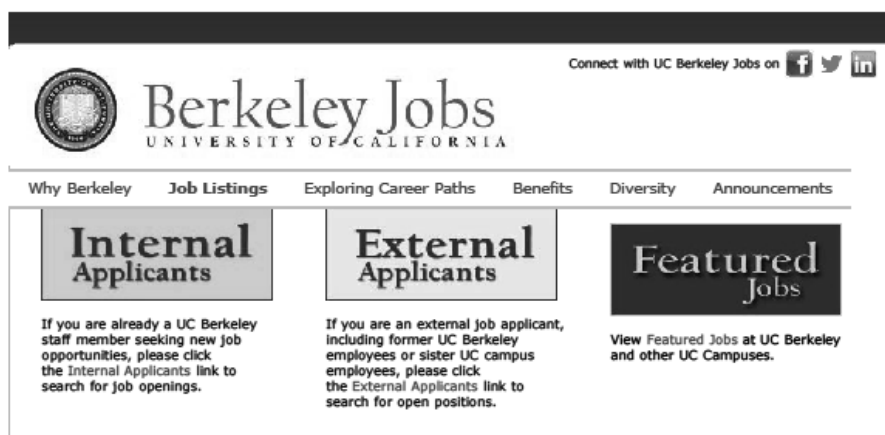 Connect with UC Berkeley Jobs on
Berkeley Jobs
UNIVERSITY OF CALIFORNIA
Why Berkeley Job Listings Exploring Career Paths Benefits Diversity Announcements
Internal
Applicants
If you are already a UC Berkeley
staff member seeking new job
opportunities, please click
the Internal Applicants link to
search for job openings.
External
Applicants
If you are an external job applicant,
including former UC Berkeley
employees or sister UC campus
employees, please click
the External Applicants link to
search for open positions.
Featured
Jobs
View Featured Jobs at UC Berkeley
and other UC Campuses.